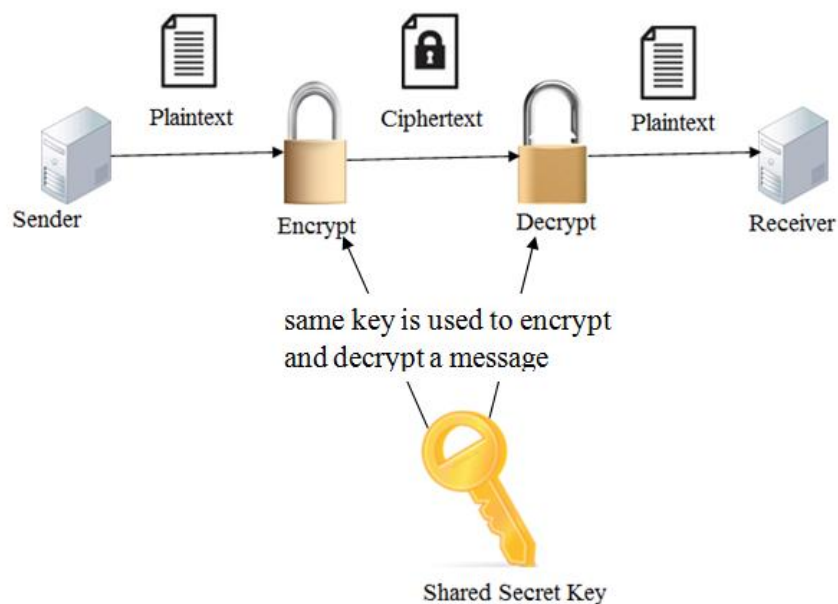 Plaintext
Ciphertext
Plaintext
Sender
Encrypt
Decrypt
Receiver
same key is used to encrypt
and decrypt a message
Shared Secret Key